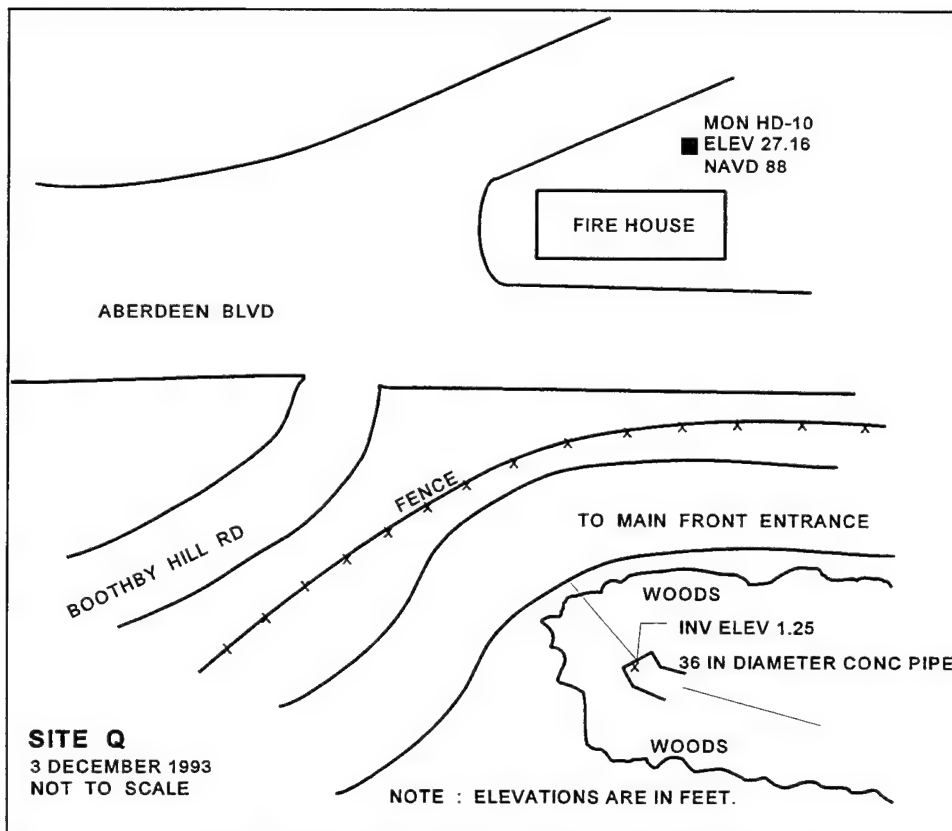 MON HD-10
ELEV 27.16
NAVD 88
FIRE HOUSE
ABERDEEN BLVD
FENCE
BOOTHBY HILL RD
TO MAIN FRONT ENTRANCE
WOODS
INV ELEV 1.25
36 IN DIAMETER CONC PIPE
WOODS
SITE Q
3 DECEMBER 1993
NOT TO SCALE
NOTE : ELEVATIONS ARE IN FEET.